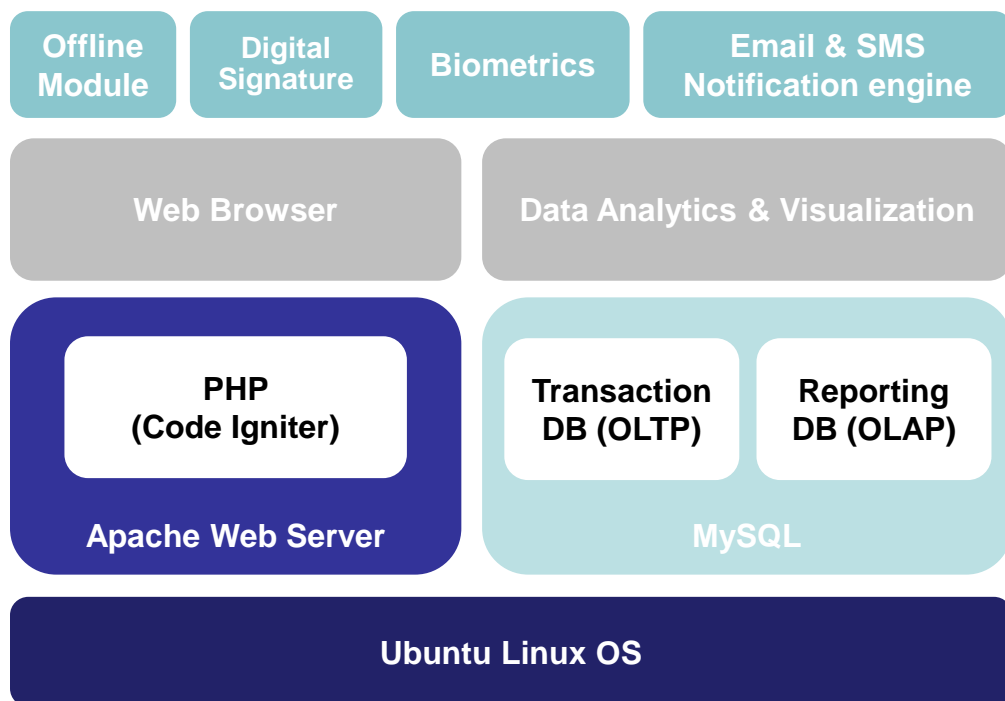 Offline
Module
Digital
Signature
Biometrics
Email & SMS
Notification engine
Web Browser
Data Analytics & Visualization
PHP
(Code Igniter)
Apache Web Server
Transaction
DB (OLTP)
Reporting
DB (OLAP)
MySQL
Ubuntu Linux OS